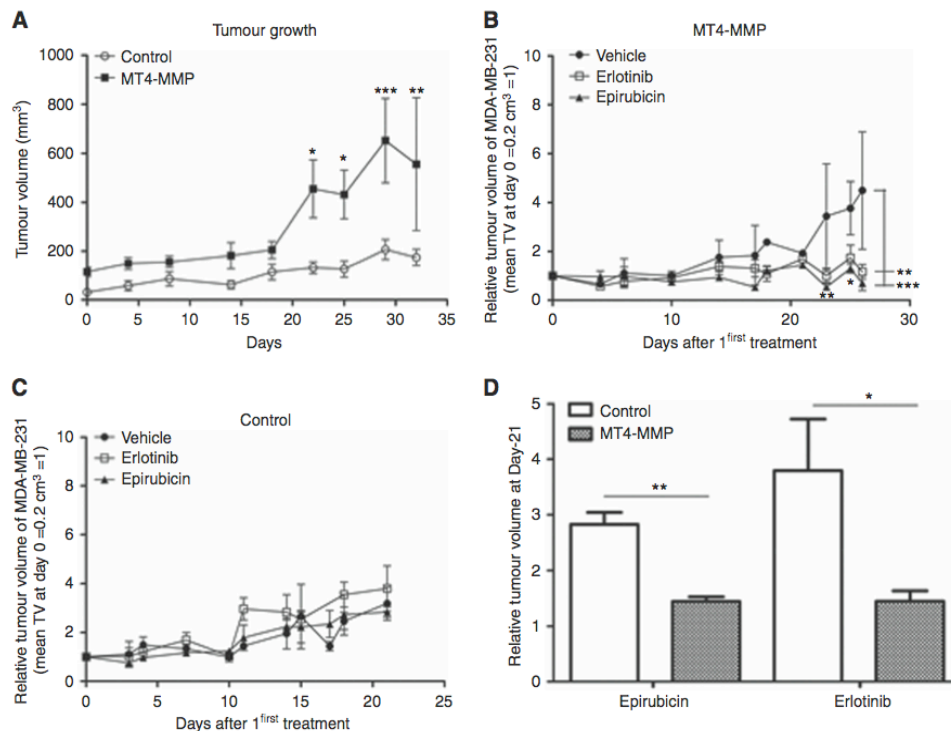 A
Tumour growth
Control
MT4-MMP
Tumour volume (mm³)
1000
800
600
400
200
0
*
*
***
**
0 5 10 15 20 25 30 35
Days
B
MT4-MMP
Vehicle
Erlotinib
Epirubicin
Relative tumour volume of MDA-MB-231
(mean TV at day 0 =0.2 cm³ =1)
10
8
6
4
2
0
**
***
**
*
0 10 20 30
Days after 1first treatment
C
Control
Vehicle
Erlotinib
Epirubicin
Relative tumour volume of MDA-MB-231
(mean TV at day 0 =0.2 cm³ =1)
10
8
6
4
2
0
0 5 10 15 20 25
Days after 1first treatment
D
Control
MT4-MMP
Relative tumour volume at Day-21
5
4
3
2
1
0
**
*
Epirubicin
Erlotinib